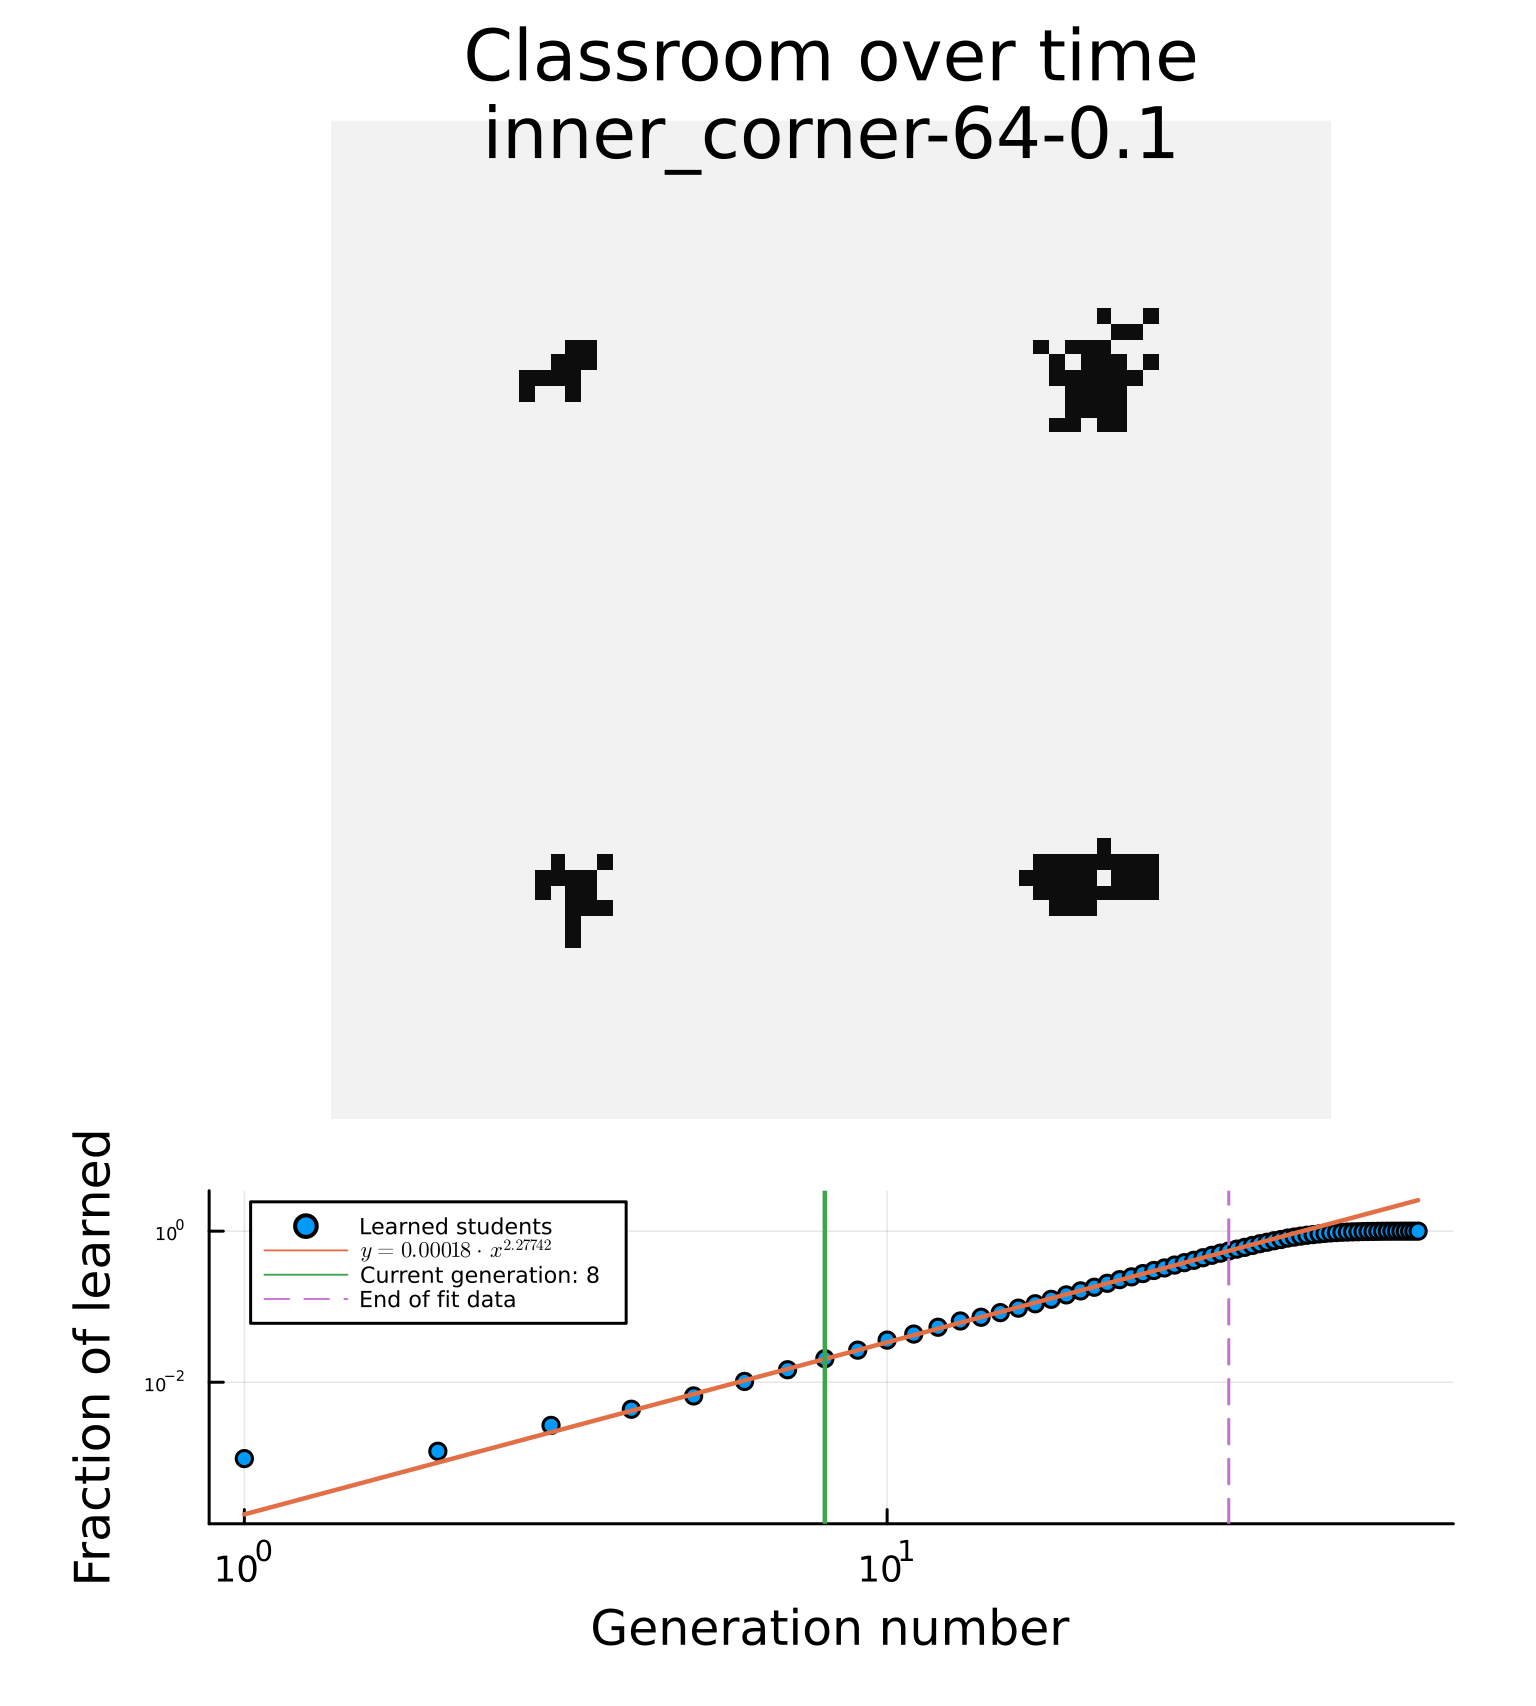 Classroom over time
inner_corner-64-0.1
Fraction of learned
10^0
10^-2
Learned students
y = 0.00018 · x^2.27742
Current generation: 8
End of fit data
10^0
10^1
Generation number